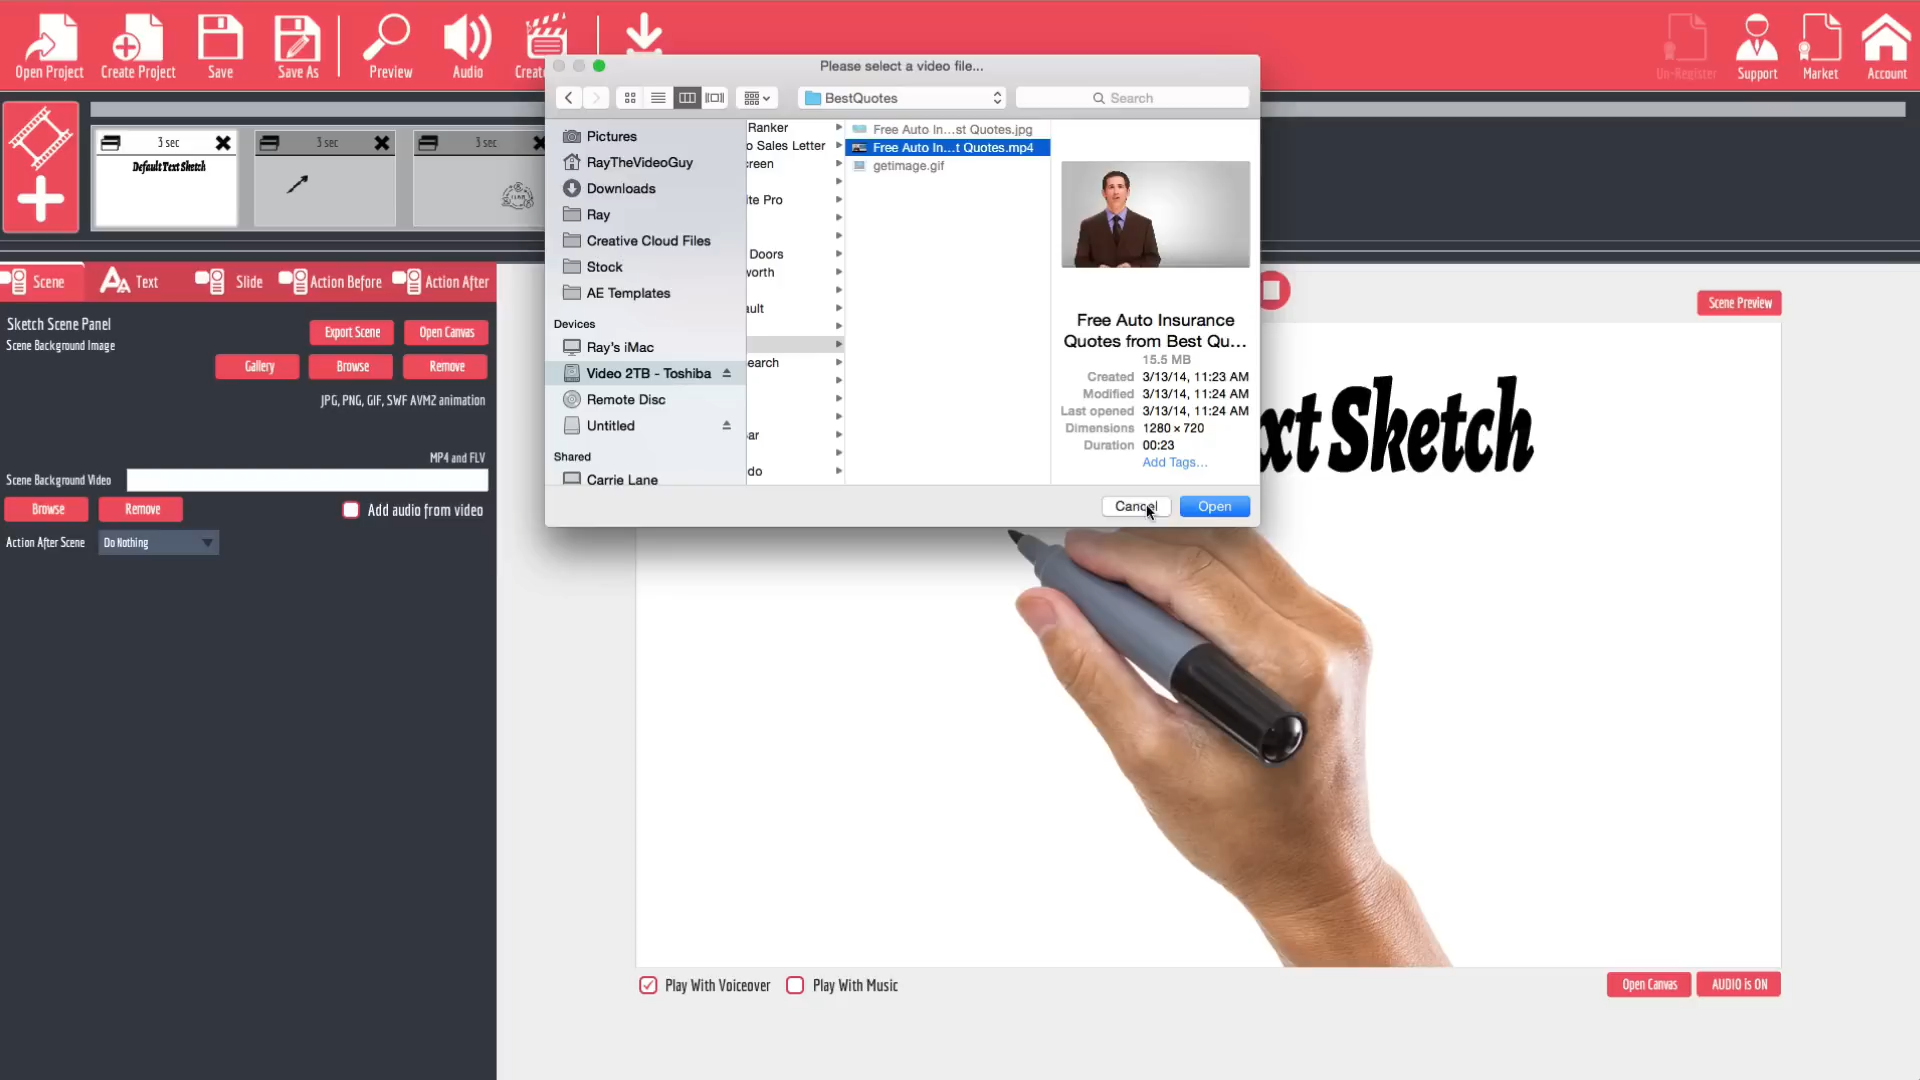 Open Project
Create Project
Save
Save As
Preview
Audio
Un-Register
Support
Market
Account
Please select a video file...
BestQuotes
Search
3 sec
Default Text Sketch
3 sec
3 sec
Pictures
RayTheVideoGuy
Downloads
Ray
Creative Cloud Files
Stock
AE Templates
Devices
Ray's iMac
Video 2TB - Toshiba
Remote Disc
Untitled
Shared
Carrie Lane
Ranker
o Sales Letter
creen
ite Pro
Doors
worth
ault
earch
ar
do
Free Auto In...st Quotes.jpg
Free Auto In...t Quotes.mp4
getimage.gif
Free Auto Insurance
Quotes from Best Qu...
15.5 MB
Created 3/13/14, 11:23 AM
Modified 3/13/14, 11:24 AM
Last opened 3/13/14, 11:24 AM
Dimensions 1280 × 720
Duration 00:23
Add Tags...
Cancel
Open
Scene
Text
Slide
Action Before
Action After
Sketch Scene Panel
Scene Background Image
Export Scene
Open Canvas
Gallery
Browse
Remove
JPG, PNG, GIF, SWF AVM2 animation
MP4 and FLV
Scene Background Video
Browse
Remove
Add audio from video
Action After Scene
Do Nothing
Scene Preview
xt Sketch
Play With Voiceover
Play With Music
Open Canvas
AUDIO is ON